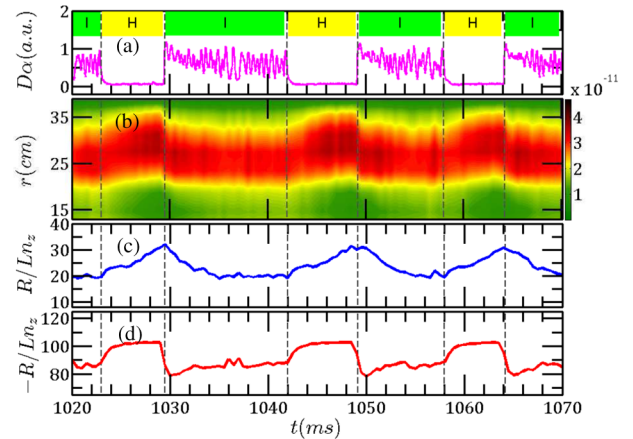 I H I H I H I
Dα(a.u.) 2 1 0 (a)
x 10⁻¹¹
r(cm) 35 25 15 (b) 4 3 2 1
R/Ln_z 40 30 20 (c)
−R/Ln_z 120 100 80 60 (d)
1020 1030 1040 1050 1060 1070
t(ms)